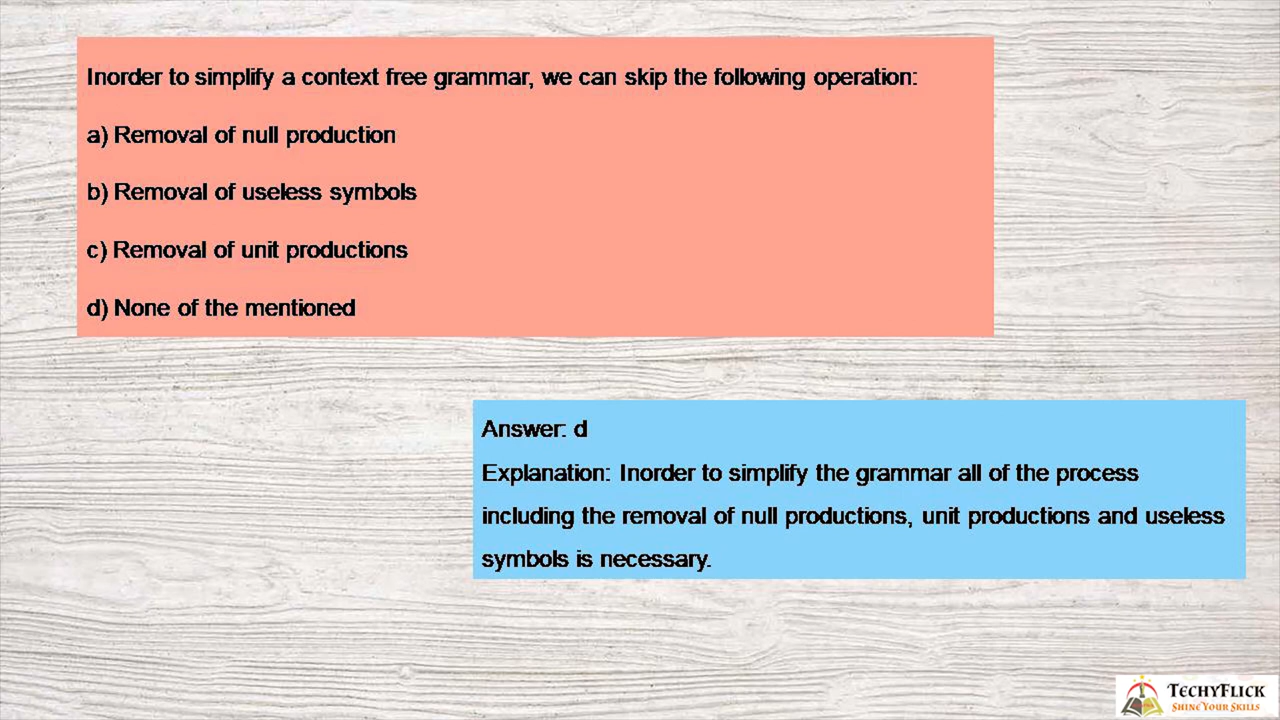 Inorder to simplify a context free grammar, we can skip the following operation:
a) Removal of null production
b) Removal of useless symbols
c) Removal of unit productions
d) None of the mentioned
Answer: d
Explanation: Inorder to simplify the grammar all of the process
including the removal of null productions, unit productions and useless
symbols is necessary.
TECHYFLICK
SHINE YOUR SKILLS